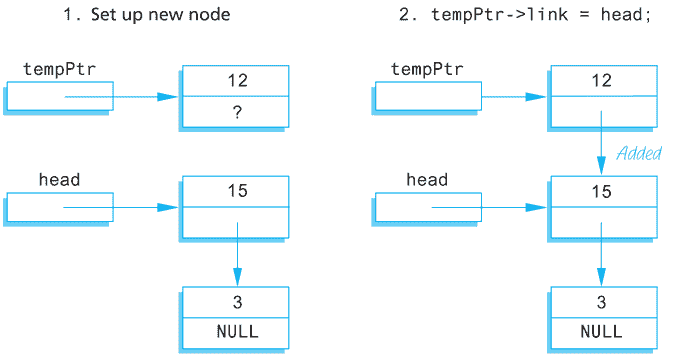 1. Set up new node
tempPtr
12
?
head
15
3
NULL
2. tempPtr->link = head;
tempPtr
12
Added
head
15
3
NULL